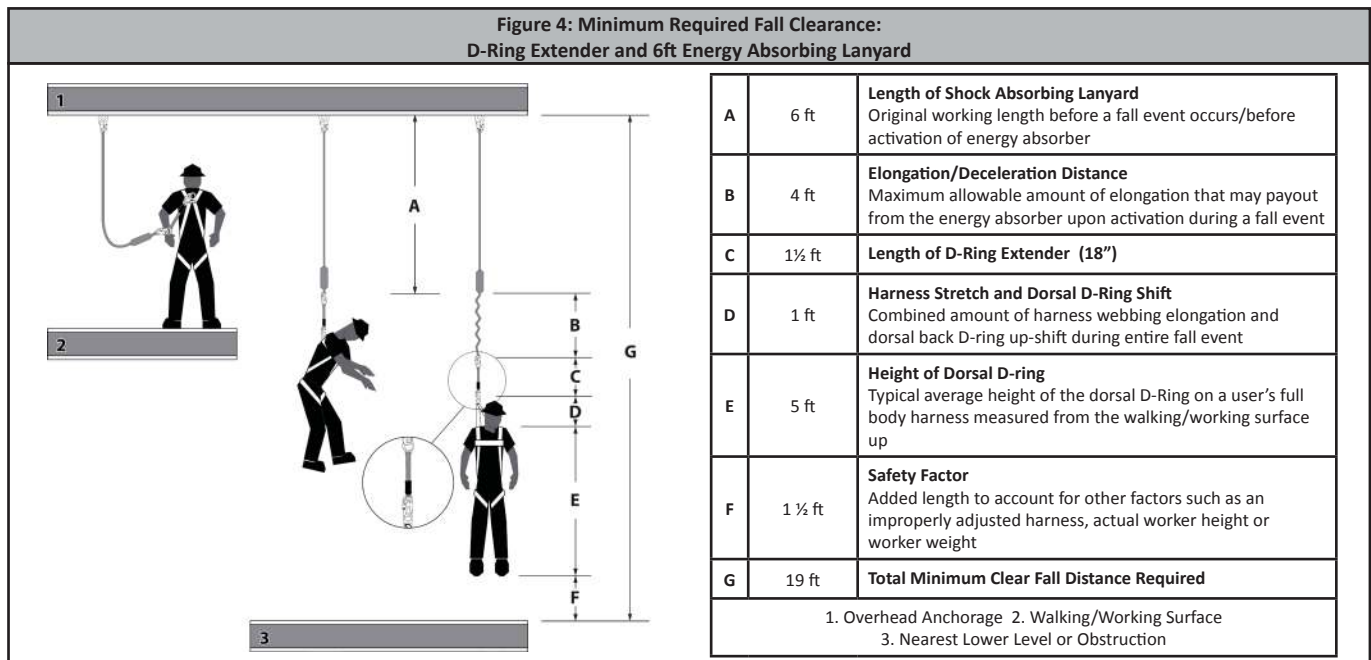 Figure 4: Minimum Required Fall Clearance:
D-Ring Extender and 6ft Energy Absorbing Lanyard
1
2
3
A
B
C
D
E
F
G
A
6 ft
Length of Shock Absorbing Lanyard
Original working length before a fall event occurs/before
activation of energy absorber
B
4 ft
Elongation/Deceleration Distance
Maximum allowable amount of elongation that may payout
from the energy absorber upon activation during a fall event
C
1½ ft
Length of D-Ring Extender (18”)
D
1 ft
Harness Stretch and Dorsal D-Ring Shift
Combined amount of harness webbing elongation and
dorsal back D-ring up-shift during entire fall event
E
5 ft
Height of Dorsal D-ring
Typical average height of the dorsal D-Ring on a user’s full
body harness measured from the walking/working surface
up
F
1 ½ ft
Safety Factor
Added length to account for other factors such as an
improperly adjusted harness, actual worker height or
worker weight
G
19 ft
Total Minimum Clear Fall Distance Required
1. Overhead Anchorage 2. Walking/Working Surface
3. Nearest Lower Level or Obstruction